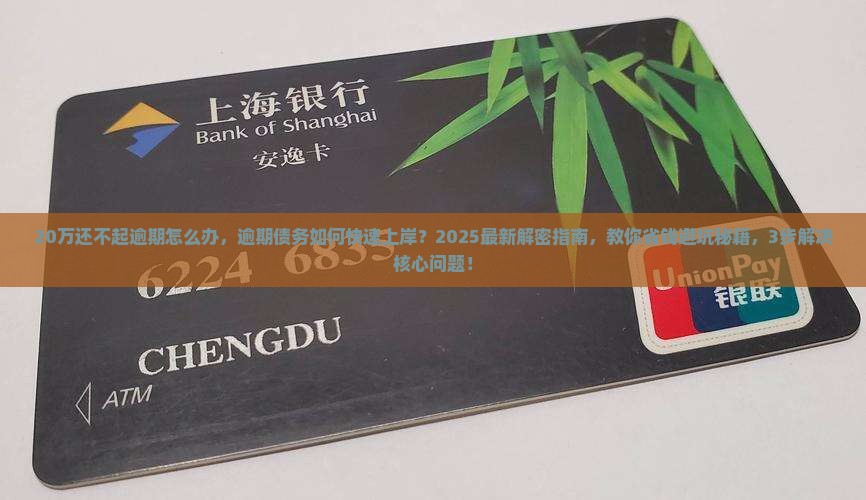 上海银行
Bank of Shanghai
安逸卡
30万还不起逾期怎么办，逾期债务如何快速上岸？2025最新解密指南，教你省钱避坑秘籍，3步解决
核心问题！
6224 6835
UnionPay
银联
CHENGDU
ATM